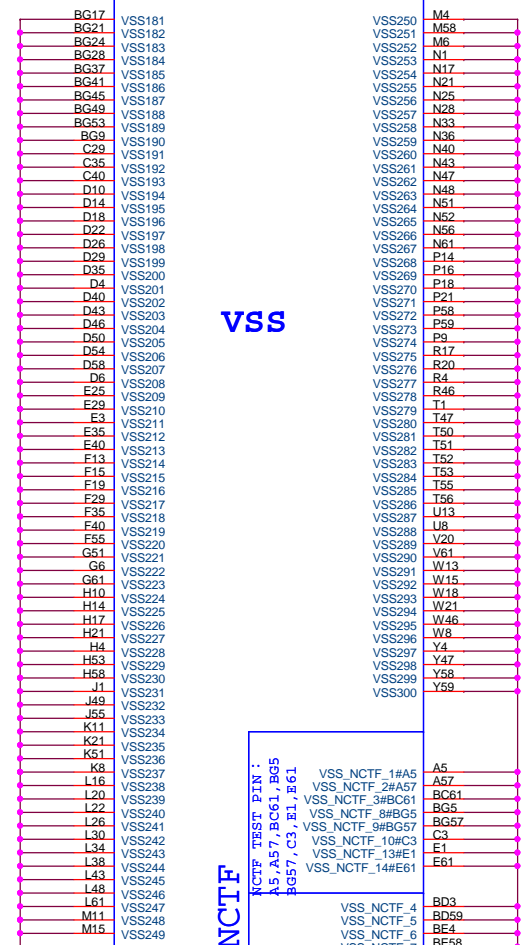 BG17 VSS181
BG21 VSS182
BG24 VSS183
BG28 VSS184
BG37 VSS185
BG41 VSS186
BG45 VSS187
BG49 VSS188
BG53 VSS189
BG9 VSS190
C29 VSS191
C35 VSS192
C40 VSS193
D10 VSS194
D14 VSS195
D18 VSS196
D22 VSS197
D26 VSS198
D29 VSS199
D35 VSS200
D4 VSS201
D40 VSS202
D43 VSS203
D46 VSS204
D50 VSS205
D54 VSS206
D58 VSS207
D6 VSS208
E25 VSS209
E29 VSS210
E3 VSS211
E35 VSS212
E40 VSS213
F13 VSS214
F15 VSS215
F19 VSS216
F29 VSS217
F35 VSS218
F40 VSS219
F55 VSS220
G51 VSS221
G6 VSS222
G61 VSS223
H10 VSS224
H14 VSS225
H17 VSS226
H21 VSS227
H4 VSS228
H53 VSS229
H58 VSS230
J1 VSS231
J49 VSS232
J55 VSS233
K11 VSS234
K21 VSS235
K51 VSS236
K8 VSS237
L16 VSS238
L20 VSS239
L22 VSS240
L26 VSS241
L30 VSS242
L34 VSS243
L38 VSS244
L43 VSS245
L48 VSS246
L61 VSS247
M11 VSS248
M15 VSS249
VSS
VSS250 M4
VSS251 M58
VSS252 M6
VSS253 N1
VSS254 N17
VSS255 N21
VSS256 N25
VSS257 N28
VSS258 N33
VSS259 N36
VSS260 N40
VSS261 N43
VSS262 N47
VSS263 N48
VSS264 N51
VSS265 N52
VSS266 N56
VSS267 N61
VSS268 P14
VSS269 P16
VSS270 P18
VSS271 P21
VSS272 P58
VSS273 P59
VSS274 P9
VSS275 R17
VSS276 R20
VSS277 R4
VSS278 R46
VSS279 T1
VSS280 T47
VSS281 T50
VSS282 T51
VSS283 T52
VSS284 T53
VSS285 T55
VSS286 T56
VSS287 U13
VSS288 U8
VSS289 V20
VSS290 V61
VSS291 W13
VSS292 W15
VSS293 W18
VSS294 W21
VSS295 W46
VSS296 W8
VSS297 Y4
VSS298 Y47
VSS299 Y58
VSS300 Y59
NCTF
NCTF TEST PIN:
A5,A57,BC61,BG5
BG57,C3,E1,E61
VSS_NCTF_1#A5 A5
VSS_NCTF_2#A57 A57
VSS_NCTF_3#BC61 BC61
VSS_NCTF_8#BG5 BG5
VSS_NCTF_9#BG57 BG57
VSS_NCTF_10#C3 C3
VSS_NCTF_13#E1 E1
VSS_NCTF_14#E61 E61
VSS_NCTF_4 BD3
VSS_NCTF_5 BD59
VSS_NCTF_6 BE4
BE58